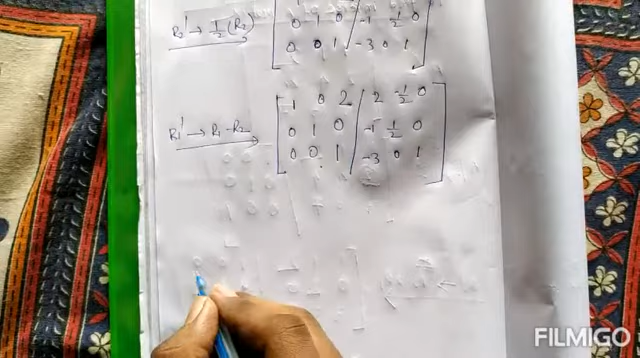 R₂' → 1/2 (R₂)
0 1 0 / -1 1/2 0
0 0 1 / -3 0 1
R₁' → R₁ - R₂
1 0 2 / 2 -1/2 0
0 1 0 / -1 1/2 0
0 0 1 / -3 0 1
FILMIGO